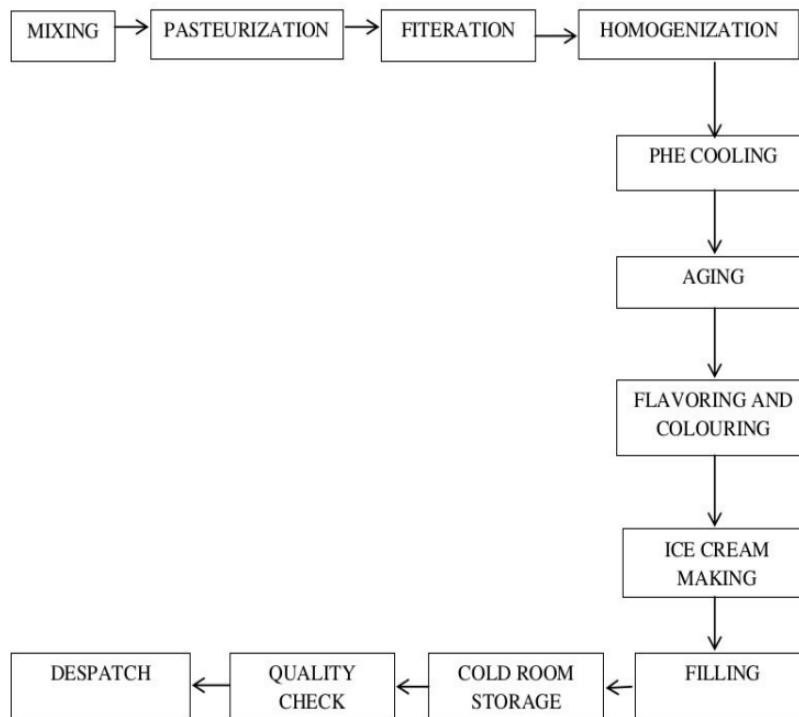 MIXING
PASTEURIZATION
FITERATION
HOMOGENIZATION
PHE COOLING
AGING
FLAVORING AND
COLOURING
ICE CREAM
MAKING
FILLING
COLD ROOM
STORAGE
QUALITY
CHECK
DESPATCH